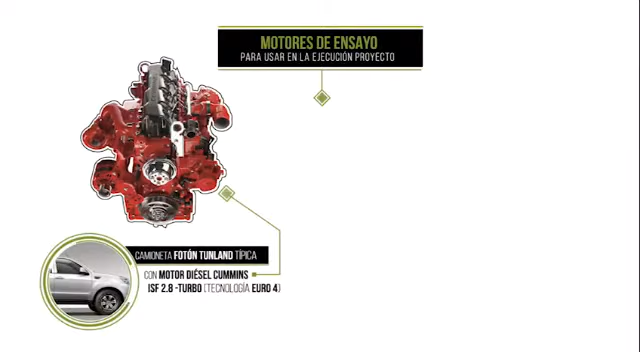 MOTORES DE ENSAYO
PARA USAR EN LA EJECUCIÓN PROYECTO
CAMIONETA FOTÓN TUNLAND TÍPICA
CON MOTOR DIÉSEL CUMMINS
ISF 2.8 -TURBO (TECNOLOGÍA EURO 4)